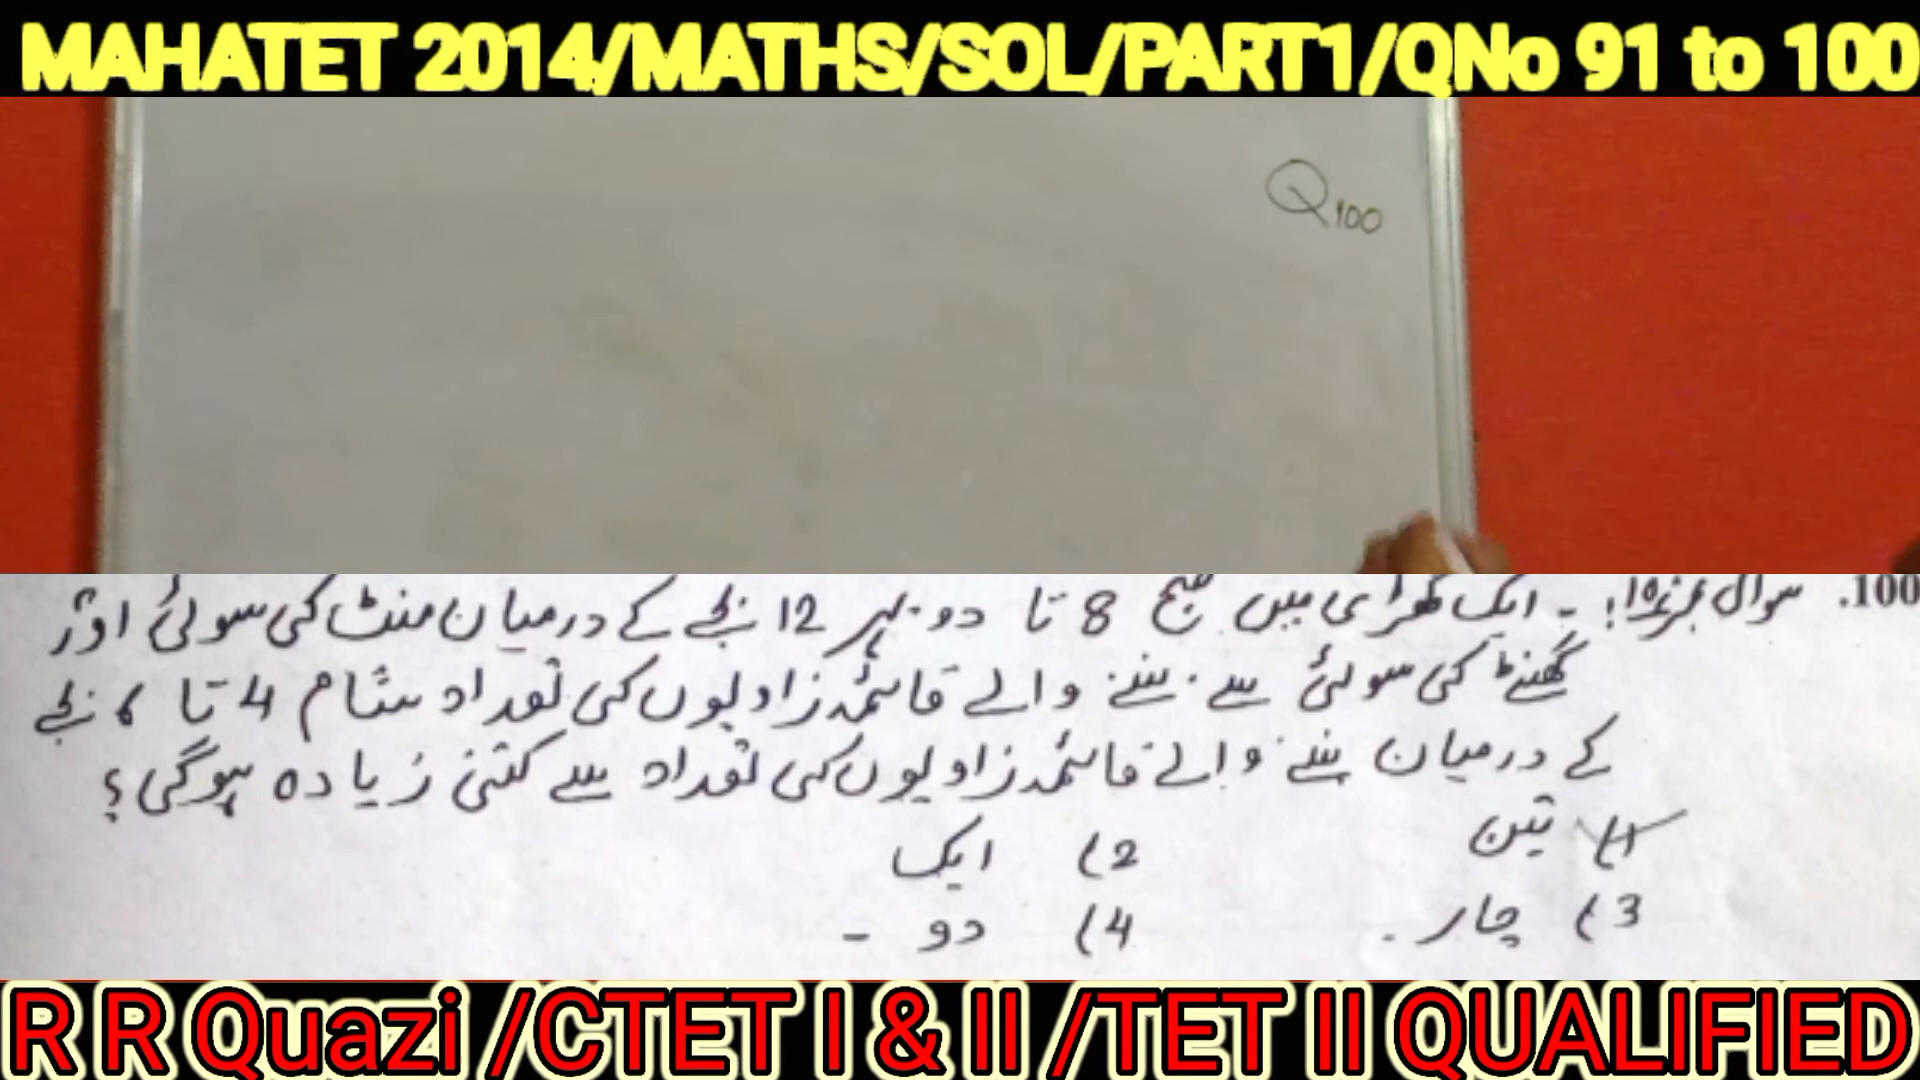 MAHATET 2014/MATHS/SOL/PART1/QNo 91 to 100
Q100
100. سوال نمبر 10:- ایک گھڑی میں صبح 8 تا دوپہر 12 بجے کے درمیان منٹ کی سوئی اور
گھنٹے کی سوئی سے بننے والے قائمہ زاویوں کی تعداد شام 4 تا 6 بجے
کے درمیان بننے والے قائمہ زاویوں کی تعداد سے کتنی زیادہ ہوگی؟
1) تین 2) ایک
3) چار . 4) دو -
R R Quazi /CTET I & II /TET II QUALIFIED